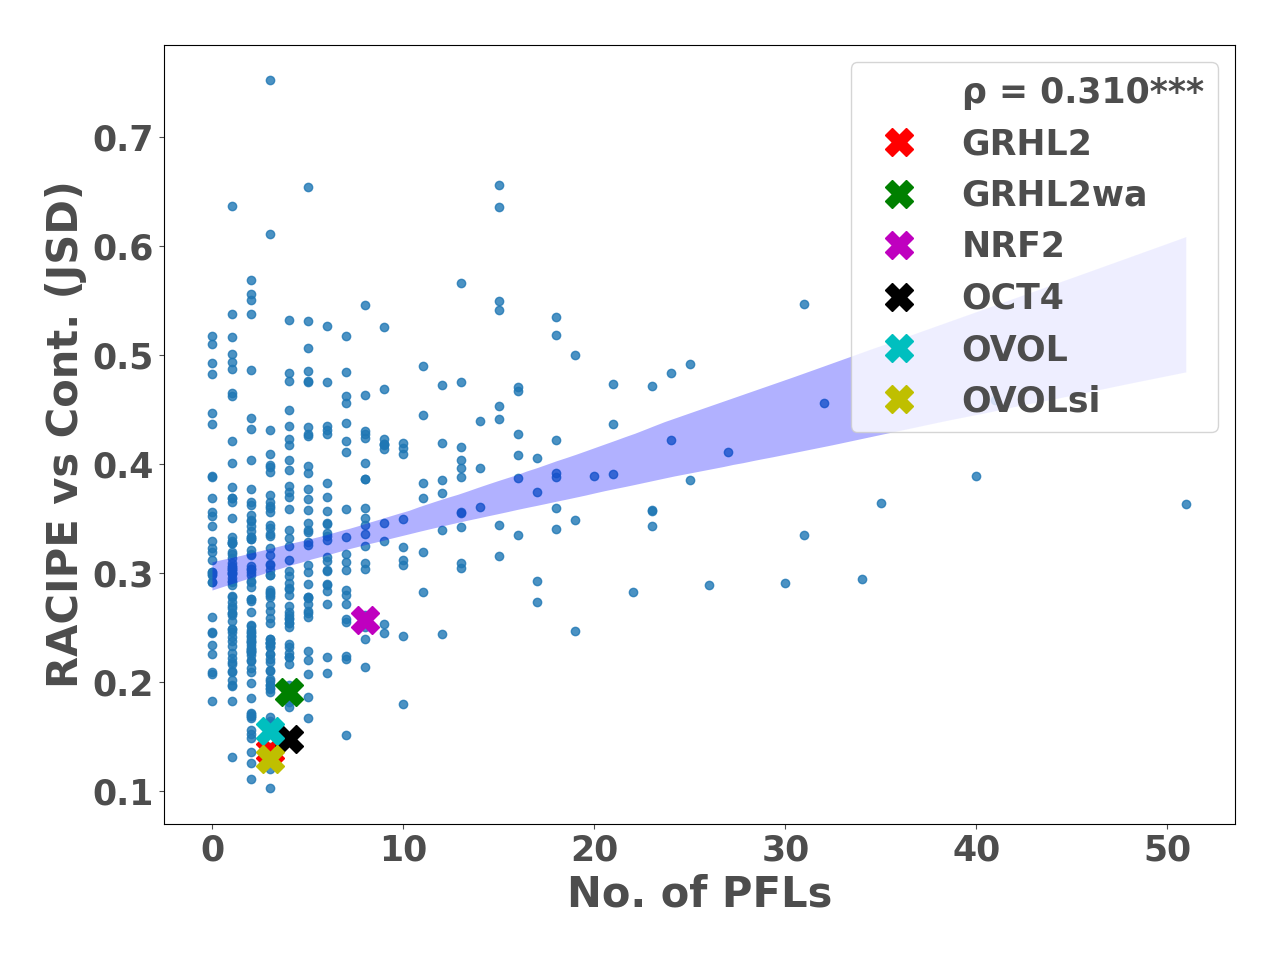 ρ = 0.310***
GRHL2
GRHL2wa
NRF2
OCT4
OVOL
OVOLsi
RACIPE vs Cont. (JSD)
0.7
0.6
0.5
0.4
0.3
0.2
0.1
0 10 20 30 40 50
No. of PFLs